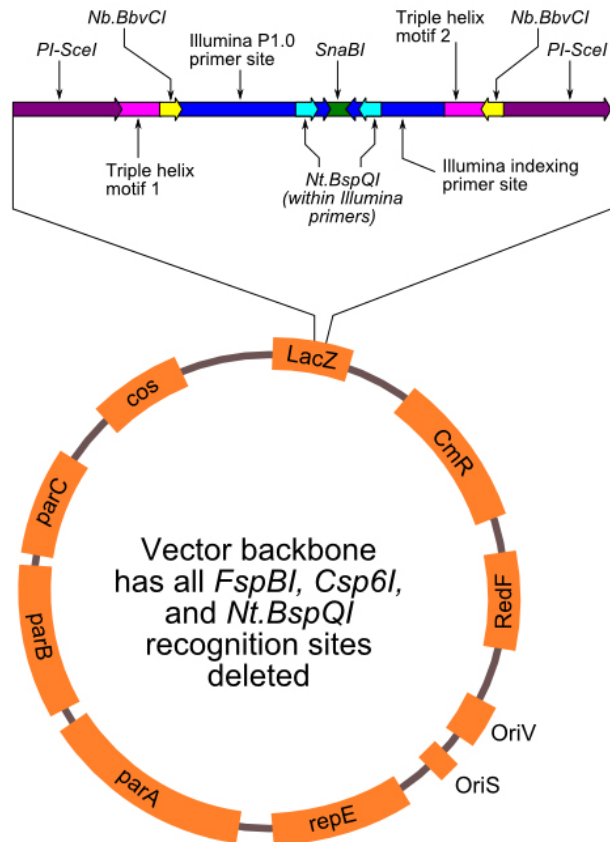 Nb.BbvCI
Triple helix
motif 2
Nb.BbvCI
PI-SceI
Illumina P1.0
primer site
SnaBI
PI-SceI
Triple helix
motif 1
Nt.BspQI
(within Illumina
primers)
Illumina indexing
primer site
LacZ
cos
CmR
parC
RedF
parB
OriV
OriS
parA
repE
Vector backbone
has all FspBI, Csp6I,
and Nt.BspQI
recognition sites
deleted